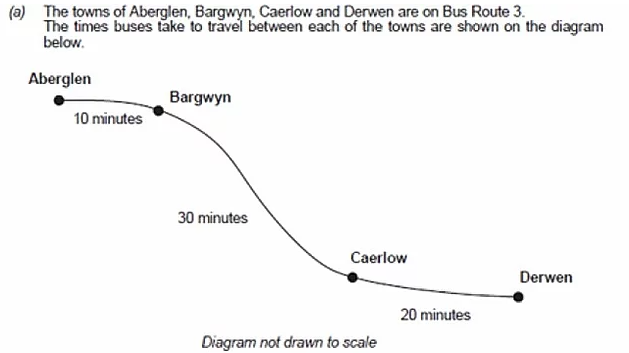 (a) The towns of Aberglen, Bargwyn, Caerlow and Derwen are on Bus Route 3.
The times buses take to travel between each of the towns are shown on the diagram
below.
Aberglen
Bargwyn
10 minutes
30 minutes
Caerlow
Derwen
20 minutes
Diagram not drawn to scale